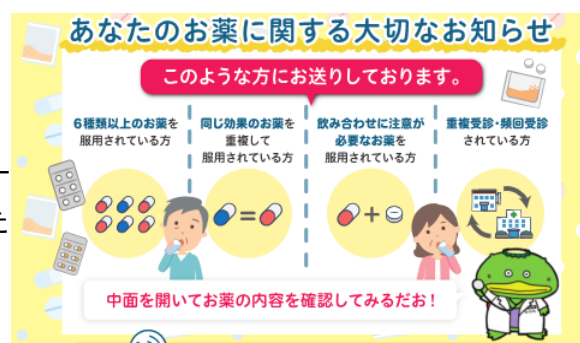 あなたのお薬に関する大切なお知らせ
このような方にお送りしております。
6種類以上のお薬を
服用されている方
同じ効果のお薬を
重複して
服用されている方
飲み合わせに注意が
必要なお薬を
服用されている方
重複受診・頻回受診
されている方
た
中面を開いてお薬の内容を確認してみるだお！